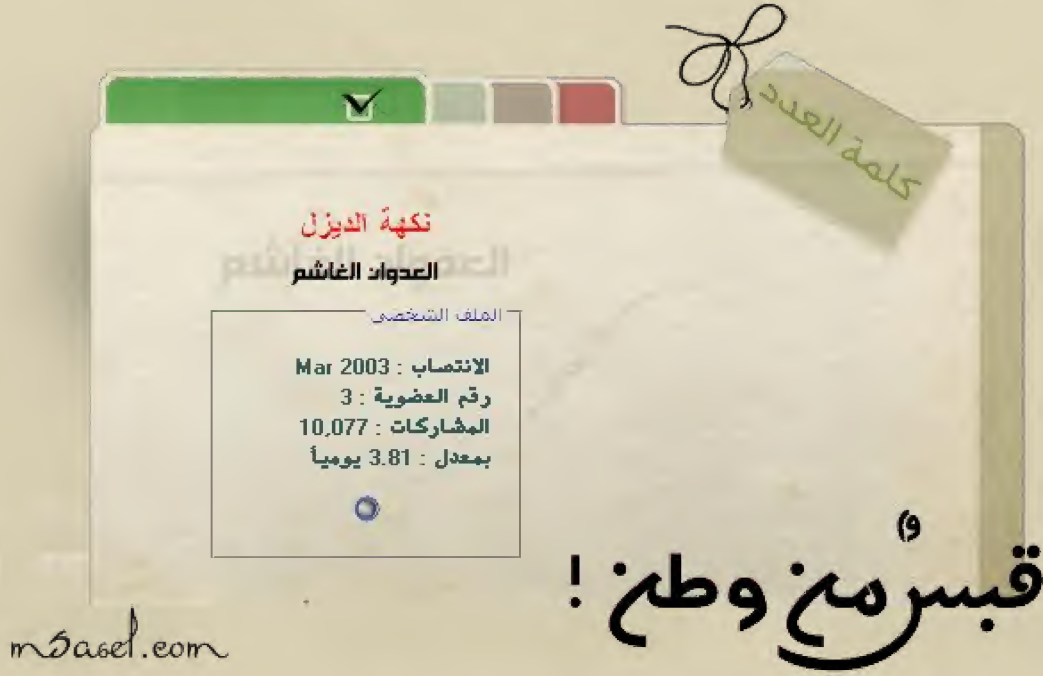 كلمة العدد
نكهة الديزل
العدوان الغاشم
الملف الشخصي
الانتصاب : Mar 2003
رقم العضوية : 3
المشاركات : 10,077
بمعدل : 3.81 يومياً
قبسٌ من وطن !
msasel.com